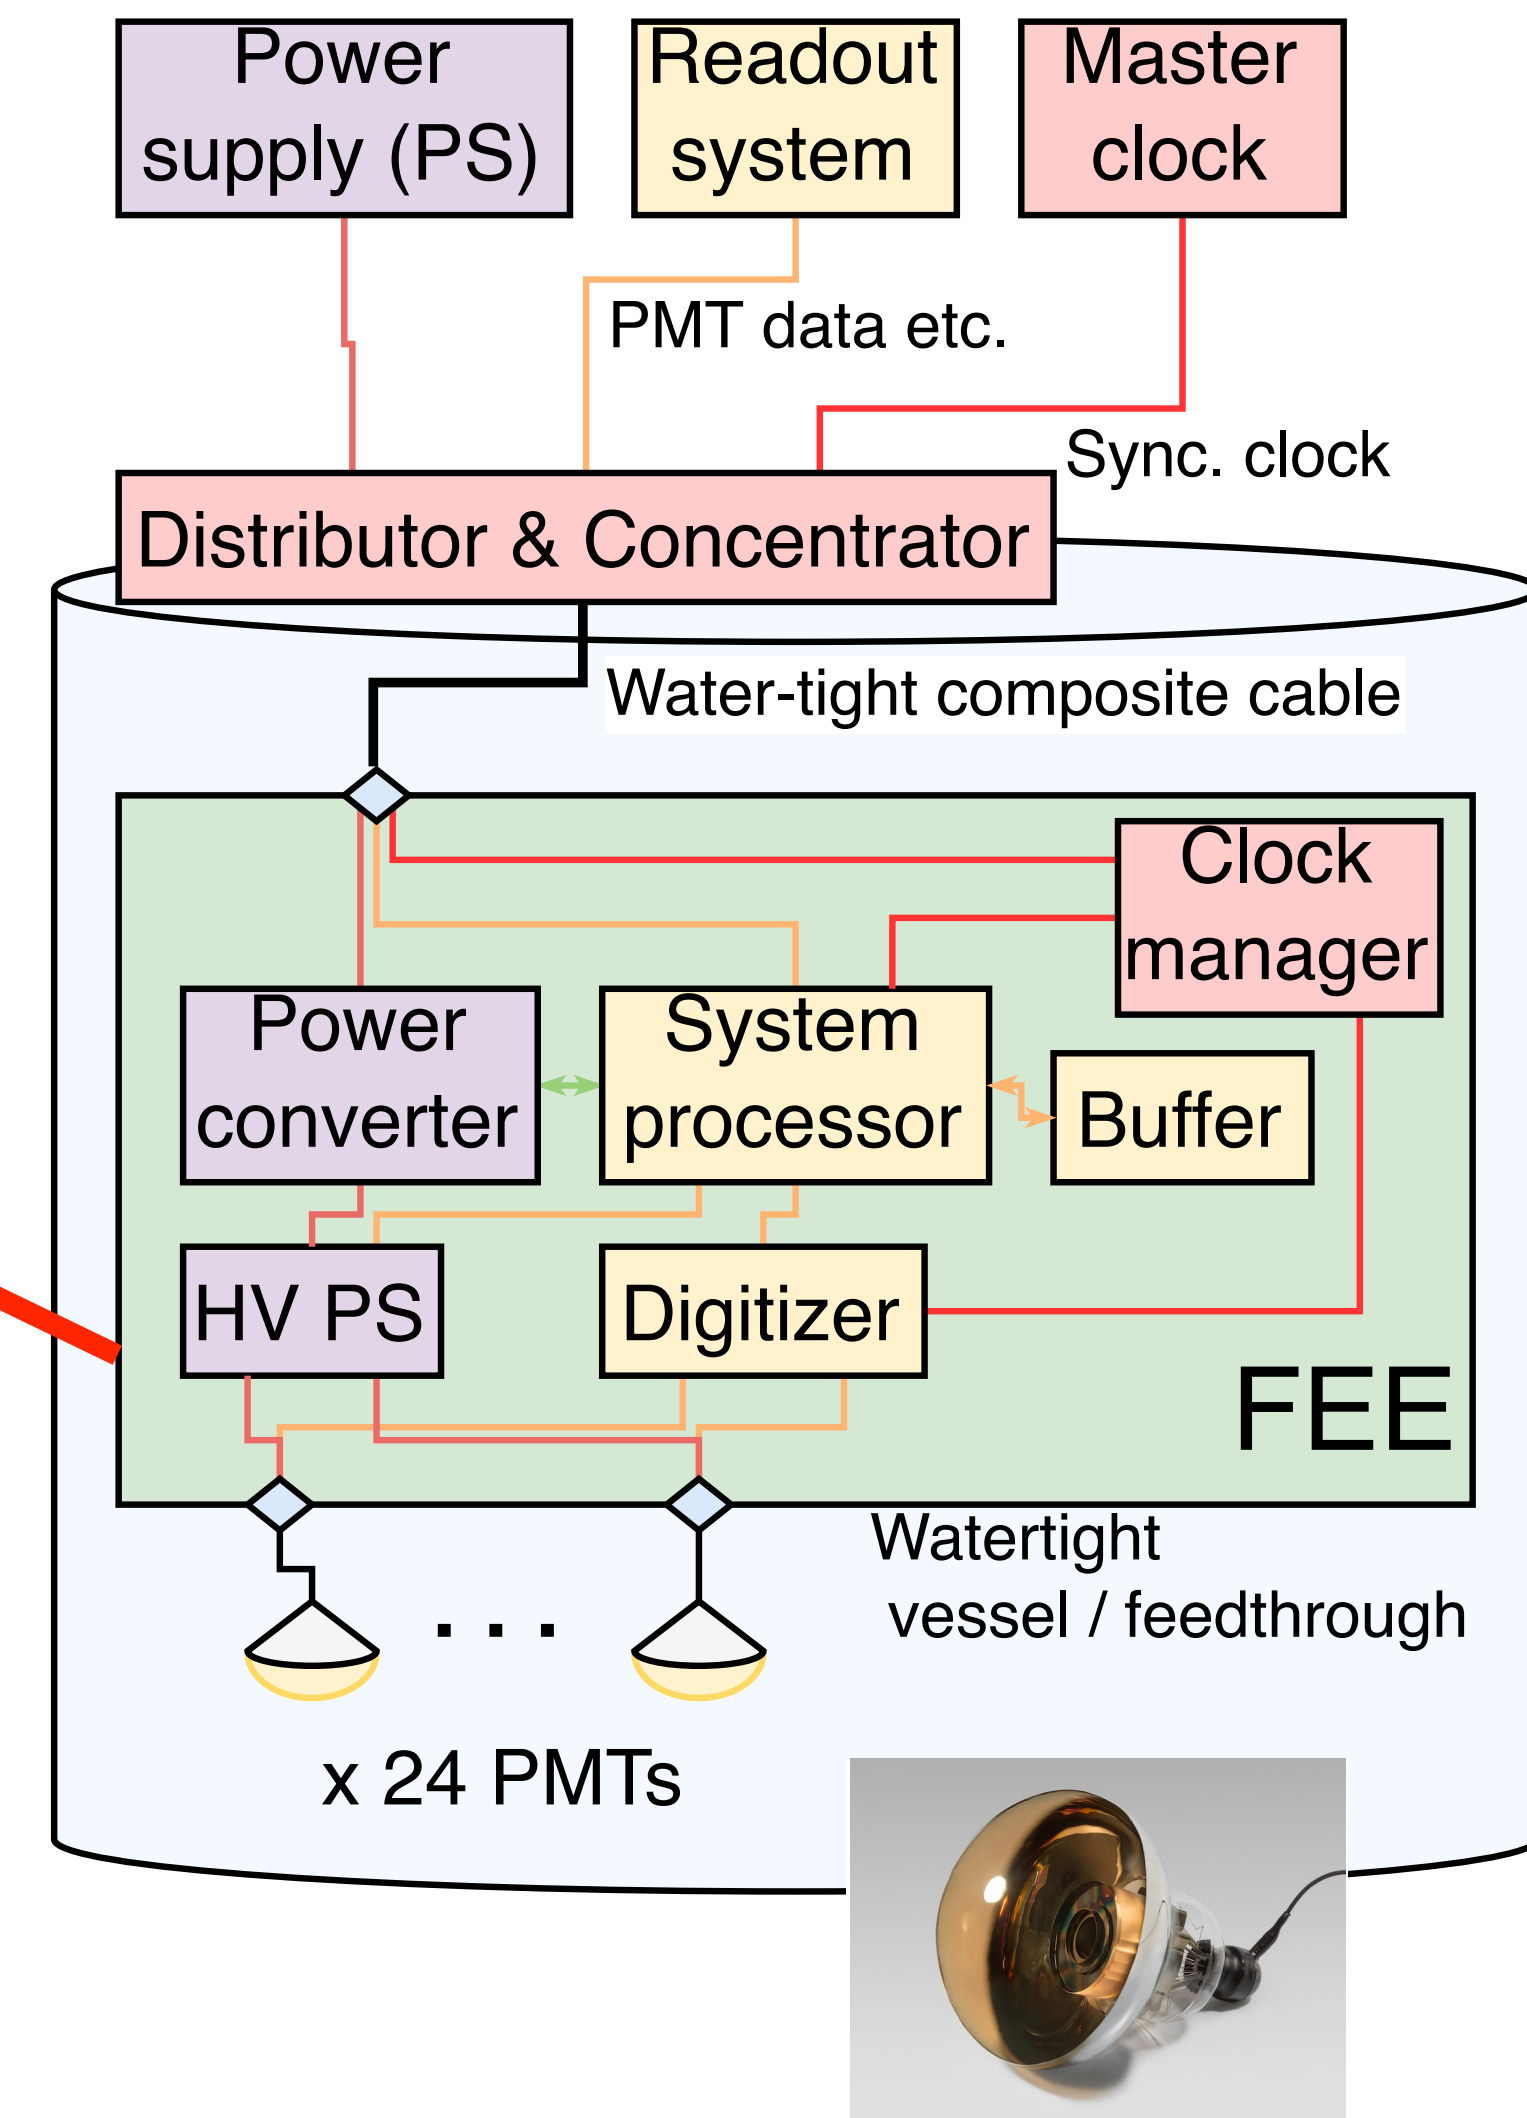 Power
supply (PS)
Readout
system
Master
clock
PMT data etc.
Sync. clock
Distributor & Concentrator
Water-tight composite cable
Clock
manager
Power
converter
System
processor
Buffer
HV PS
Digitizer
FEE
Watertight
vessel / feedthrough
. . .
x 24 PMTs